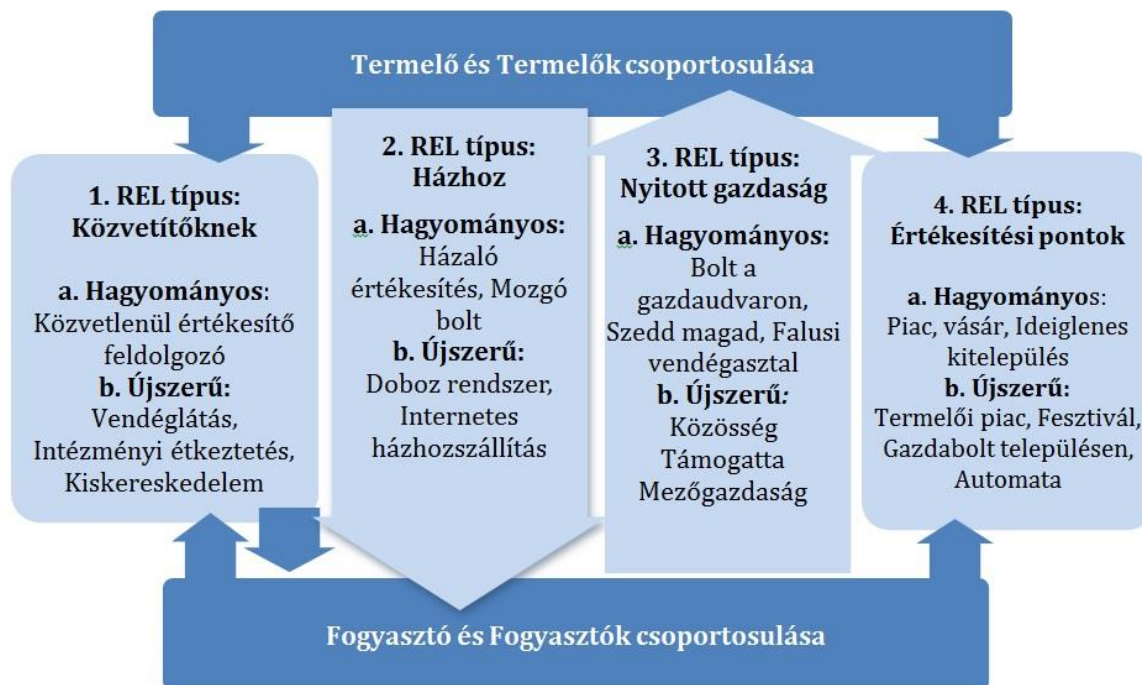 Termelő és Termelők csoportosulása
1. REL típus:
Közvetítőknek
a. Hagyományos:
Közvetlenül értékesítő
feldolgozó
b. Újszerű:
Vendéglátás,
Intézményi étkeztetés,
Kiskereskedelem
2. REL típus:
Házhoz
a. Hagyományos:
Házaló
értékesítés, Mozgó
bolt
b. Újszerű:
Doboz rendszer,
Internetes
házhozszállítás
3. REL típus:
Nyitott gazdaság
a. Hagyományos:
Bolt a
gazdaudvaron,
Szedd magad, Falusi
vendégasztal
b. Újszerű:
Közösség
Támogatta
Mezőgazdaság
4. REL típus:
Értékesítési pontok
a. Hagyományos:
Piac, vásár, Ideiglenes
kitelepülés
b. Újszerű:
Termelői piac, Fesztivál,
Gazdabolt településen,
Automata
Fogyasztó és Fogyasztók csoportosulása